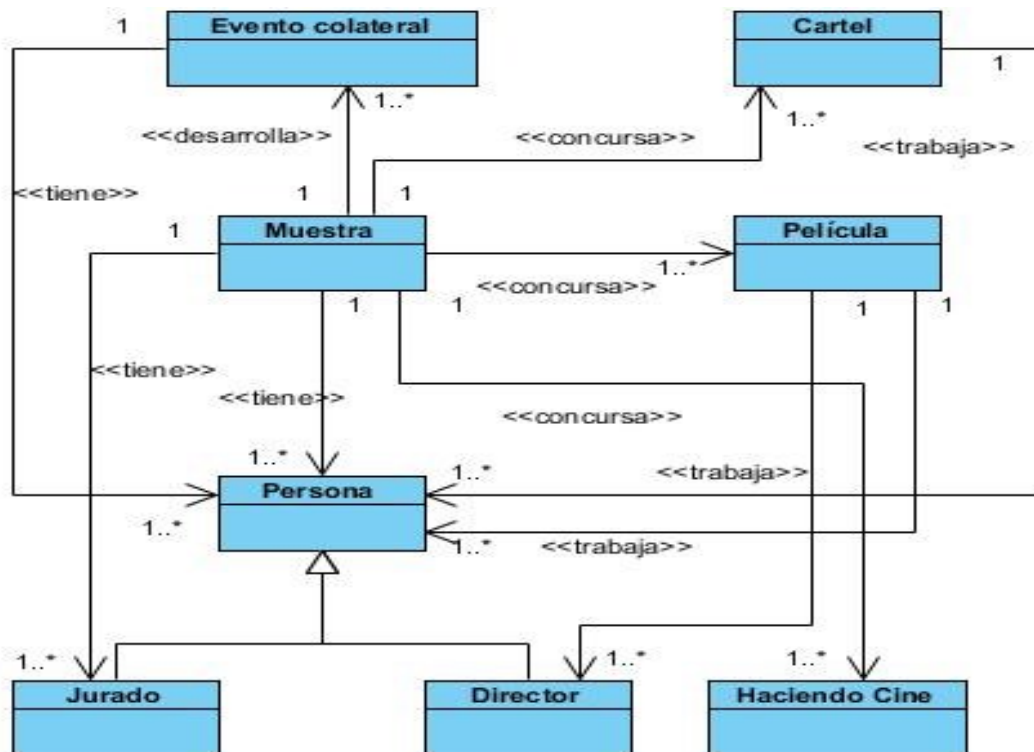 1
Evento colateral
Cartel
1
1..*
1..*
<<desarrolla>>
<<concursa>>
<<trabaja>>
<<tiene>>
1
1
1
Muestra
Película
1..*
<<concursa>>
1
1
1
1
<<tiene>>
<<tiene>>
<<concursa>>
1..*
1..*
<<trabaja>>
Persona
1..*
1..*
<<trabaja>>
1..*
1..*
1..*
Jurado
Director
Haciendo Cine